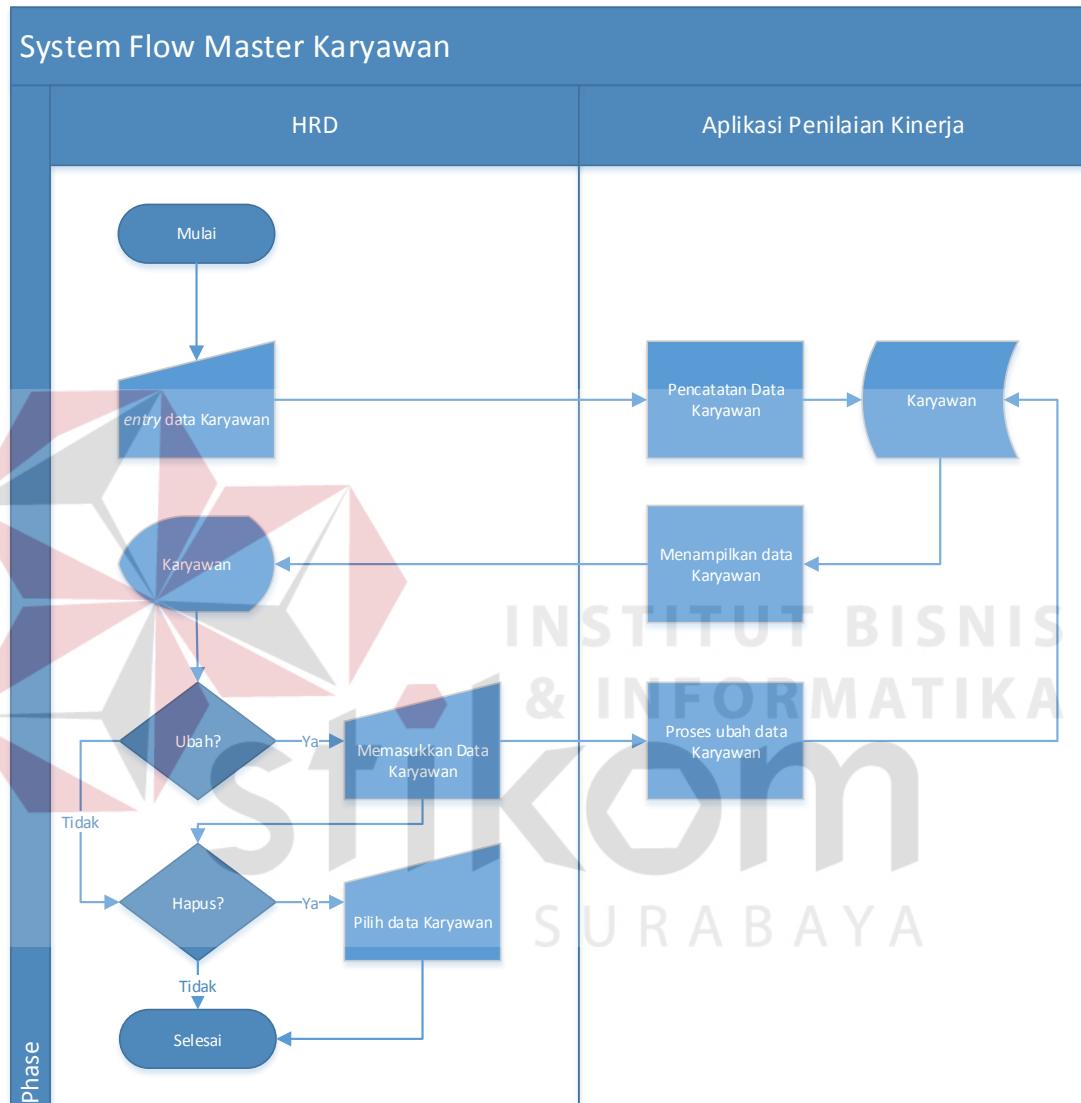 System Flow Master Karyawan
HRD
Aplikasi Penilaian Kinerja
Mulai
entry data Karyawan
Pencatatan Data
Karyawan
Karyawan
Karyawan
Menampilkan data
Karyawan
Ubah?
Ya
Memasukkan Data
Karyawan
Proses ubah data
Karyawan
Tidak
Hapus?
Ya
Pilih data Karyawan
Tidak
Selesai
Phase
INSTITUT BISNIS
& INFORMATIKA
stikom
SURABAYA